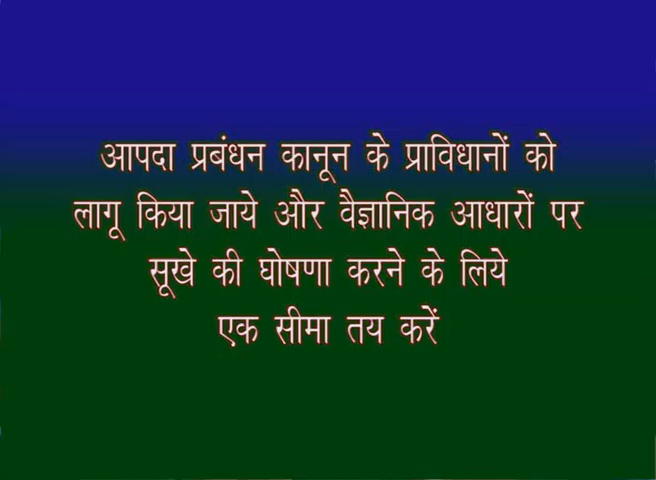 आपदा प्रबंधन कानून के प्राविधानों को
लागू किया जाये और वैज्ञानिक आधारों पर
सूखे की घोषणा करने के लिये
एक सीमा तय करें